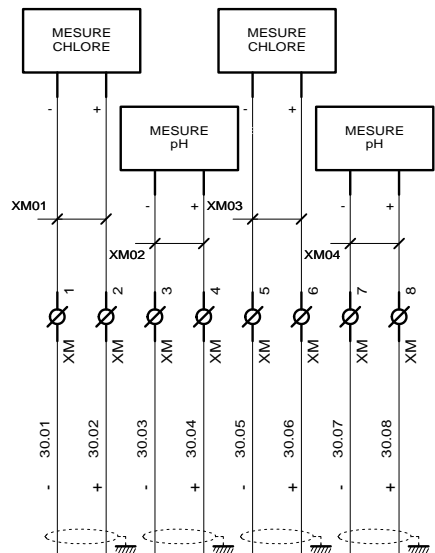 MESURE
CHLORE
MESURE
CHLORE
- + - +
MESURE
pH
MESURE
pH
XM01
- +
XM03
- +
XM02
XM04
1 2 3 4 5 6 7 8
XM XM XM XM XM XM XM XM
30.01 30.02 30.03 30.04 30.05 30.06 30.07 30.08
- + - + - + - +